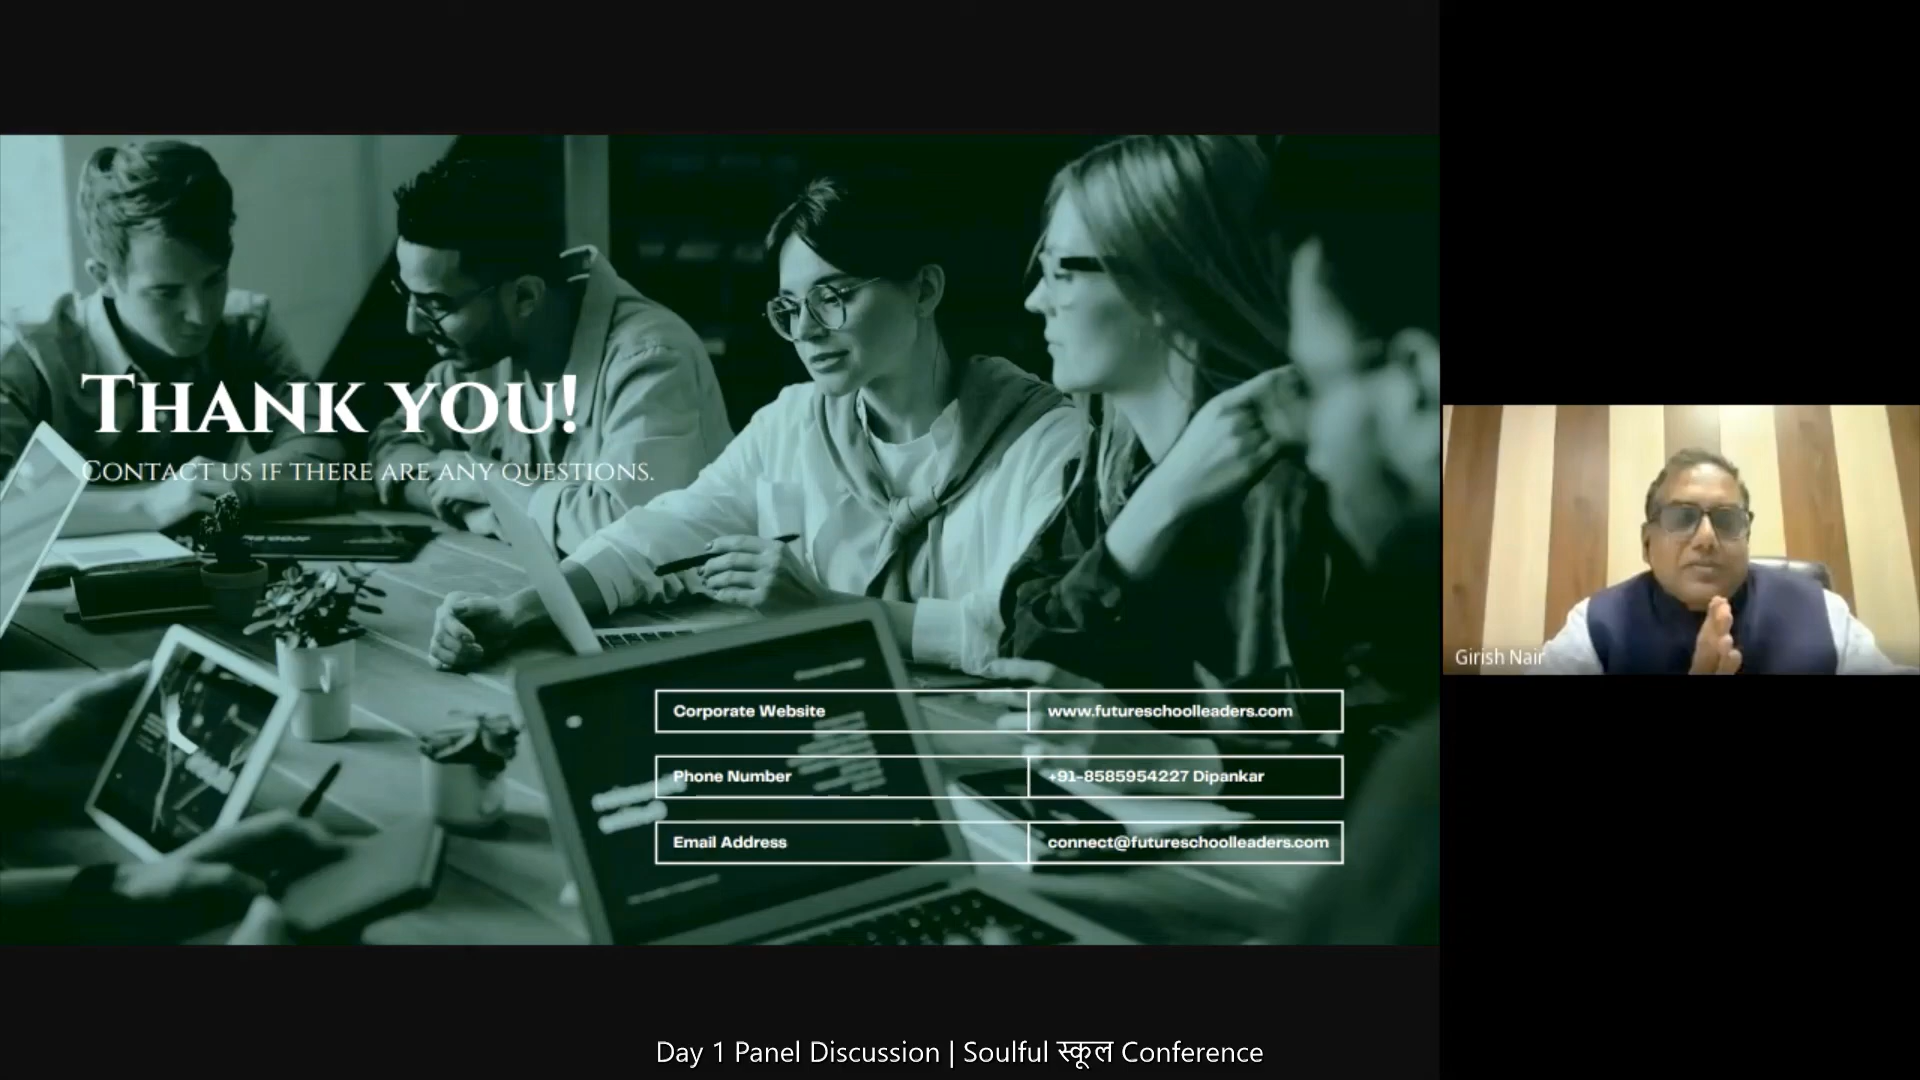 THANK YOU!
CONTACT US IF THERE ARE ANY QUESTIONS.
Corporate Website www.futureschoolleaders.com
Phone Number +91-8585954227 Dipankar
Email Address connect@futureschoolleaders.com
Girish Nair
Day 1 Panel Discussion | Soulful स्कूल Conference